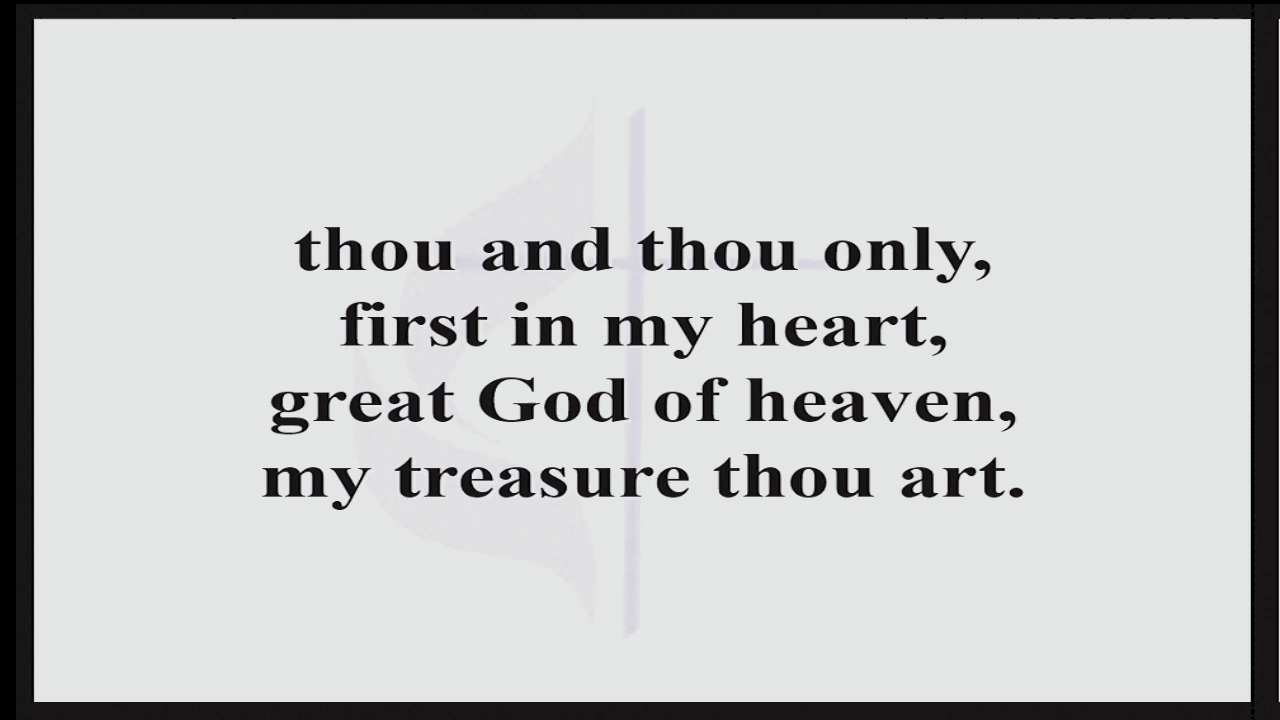 thou and thou only,
first in my heart,
great God of heaven,
my treasure thou art.